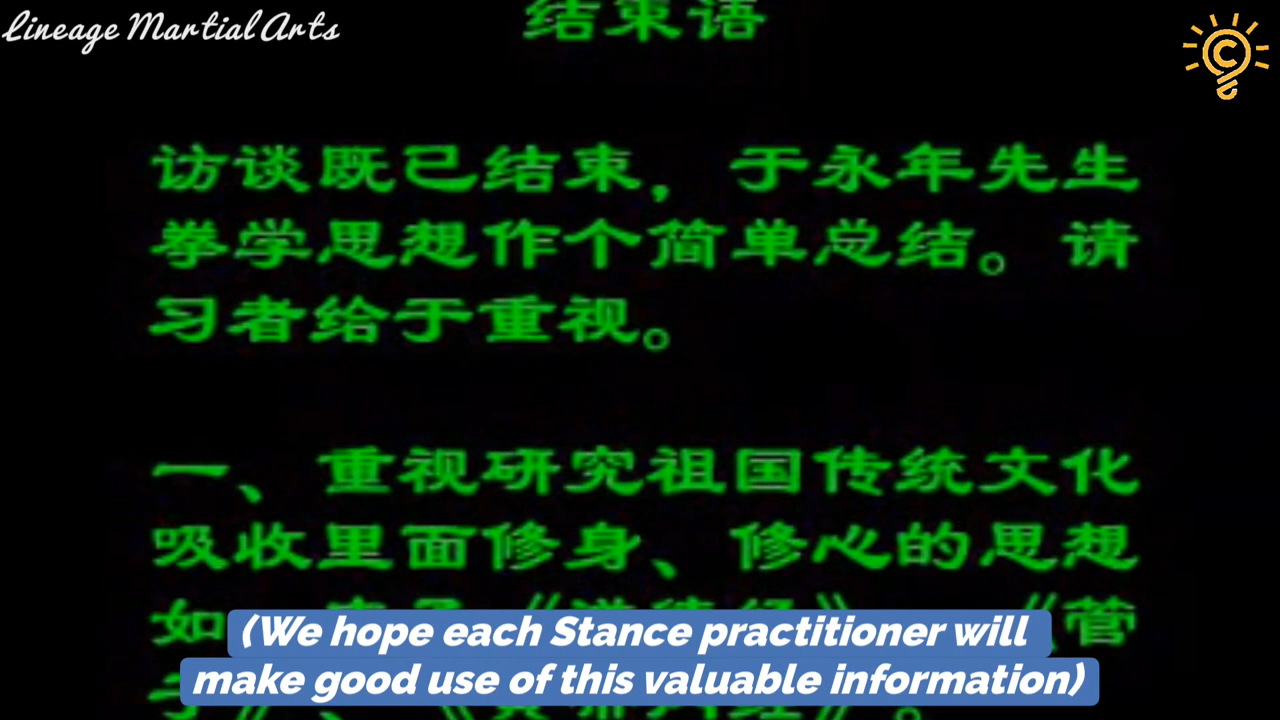 Lineage Martial Arts
结束语
访谈既已结束，于永年先生
拳学思想作个简单总结。请
习者给于重视。
一、重视研究祖国传统文化
吸收里面修身、修心的思想
如
《管
(We hope each Stance practitioner will
make good use of this valuable information)